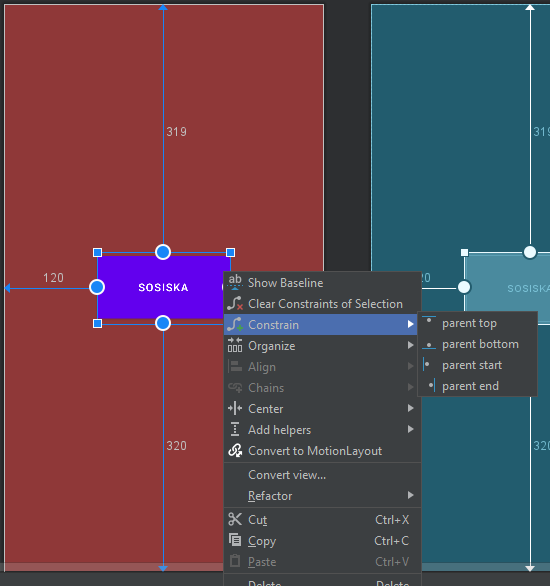 319
319
120
20
SOSISKA
SOSISKA
ab
Show Baseline
Clear Constraints of Selection
Constrain
parent top
Organize
parent bottom
Align
parent start
Chains
parent end
Center
Add helpers
320
320
Convert to MotionLayout
Convert view...
Refactor
Cut Ctrl+X
Copy Ctrl+C
Paste Ctrl+V
Delete Delete